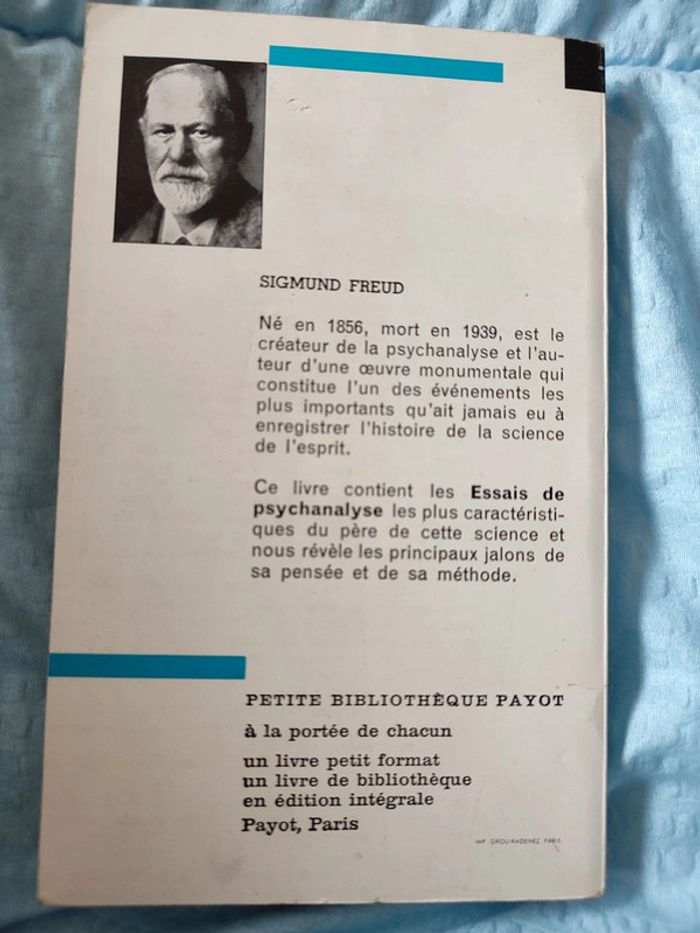 SIGMUND FREUD
Né en 1856, mort en 1939, est le
créateur de la psychanalyse et l'au-
teur d'une œuvre monumentale qui
constitue l'un des événements les
plus importants qu'ait jamais eu à
enregistrer l'histoire de la science
de l'esprit.
Ce livre contient les Essais de
psychanalyse les plus caractéristi-
ques du père de cette science et
nous révèle les principaux jalons de
sa pensée et de sa méthode.
PETITE BIBLIOTHÈQUE PAYOT
à la portée de chacun
un livre petit format
un livre de bibliothèque
en édition intégrale
Payot, Paris
IMP. GROU-RADENEZ, PARIS